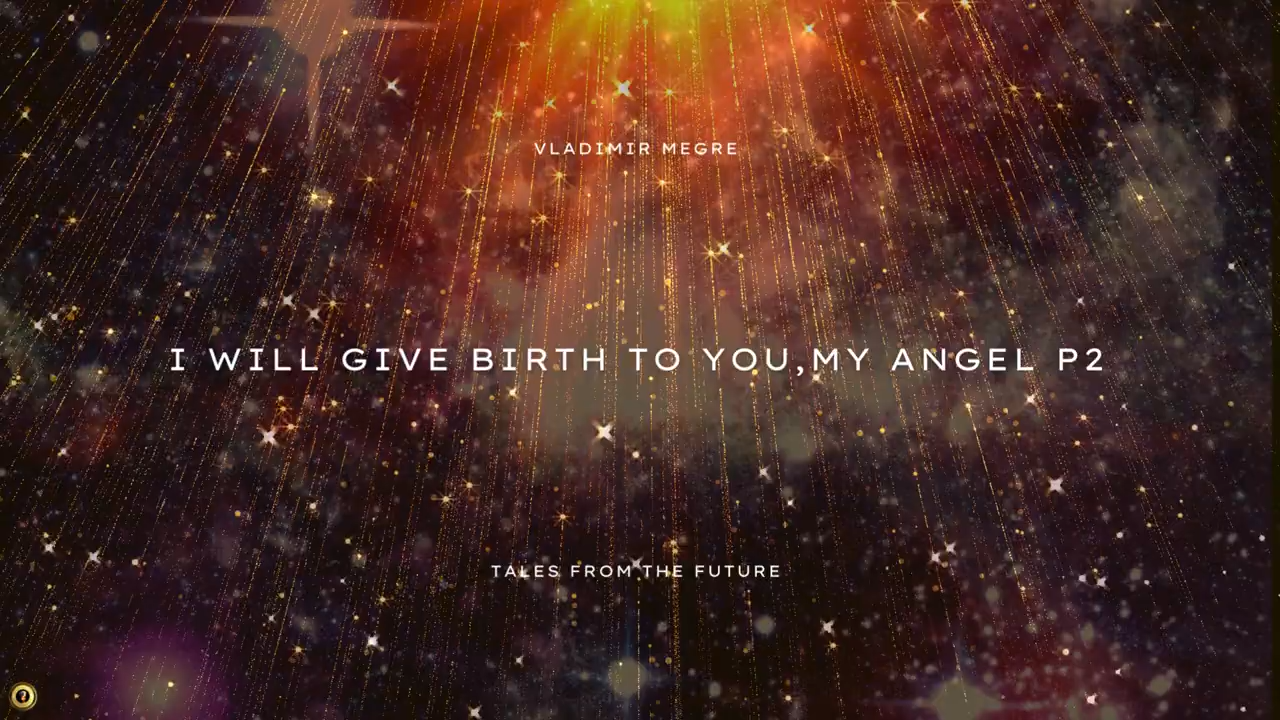 VLADIMIR MEGRE
I WILL GIVE BIRTH TO YOU,MY ANGEL P2
TALES FROM THE FUTURE
?